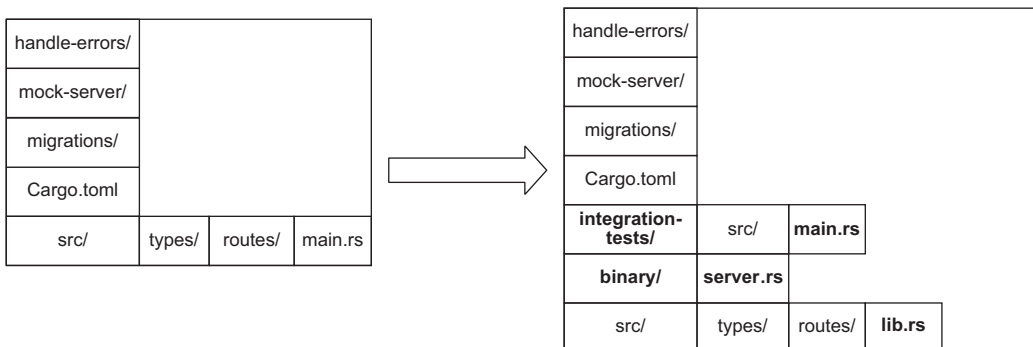 handle-errors/
mock-server/
migrations/
Cargo.toml
src/ types/ routes/ main.rs
handle-errors/
mock-server/
migrations/
Cargo.toml
integration-
tests/ src/ main.rs
binary/ server.rs
src/ types/ routes/ lib.rs